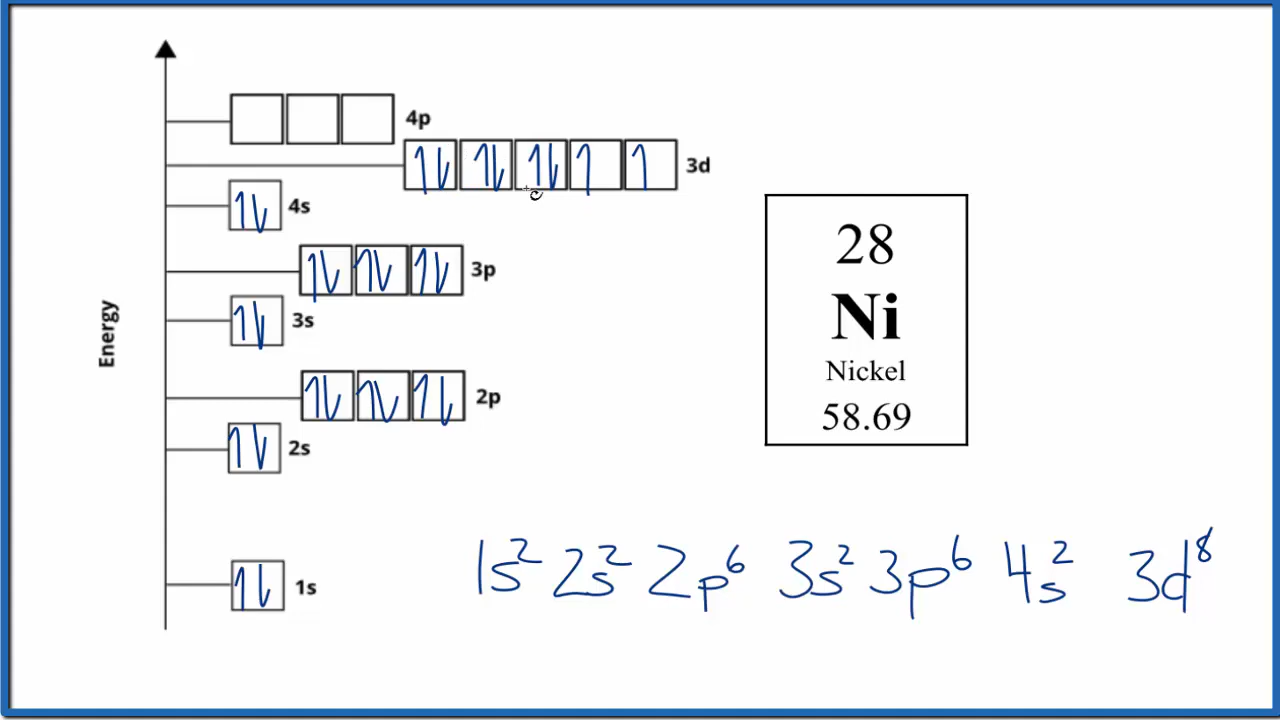 4p
3d
4s
3p
3s
2p
2s
1s
Energy
28
Ni
Nickel
58.69
1s² 2s² 2p⁶ 3s² 3p⁶ 4s² 3d⁸